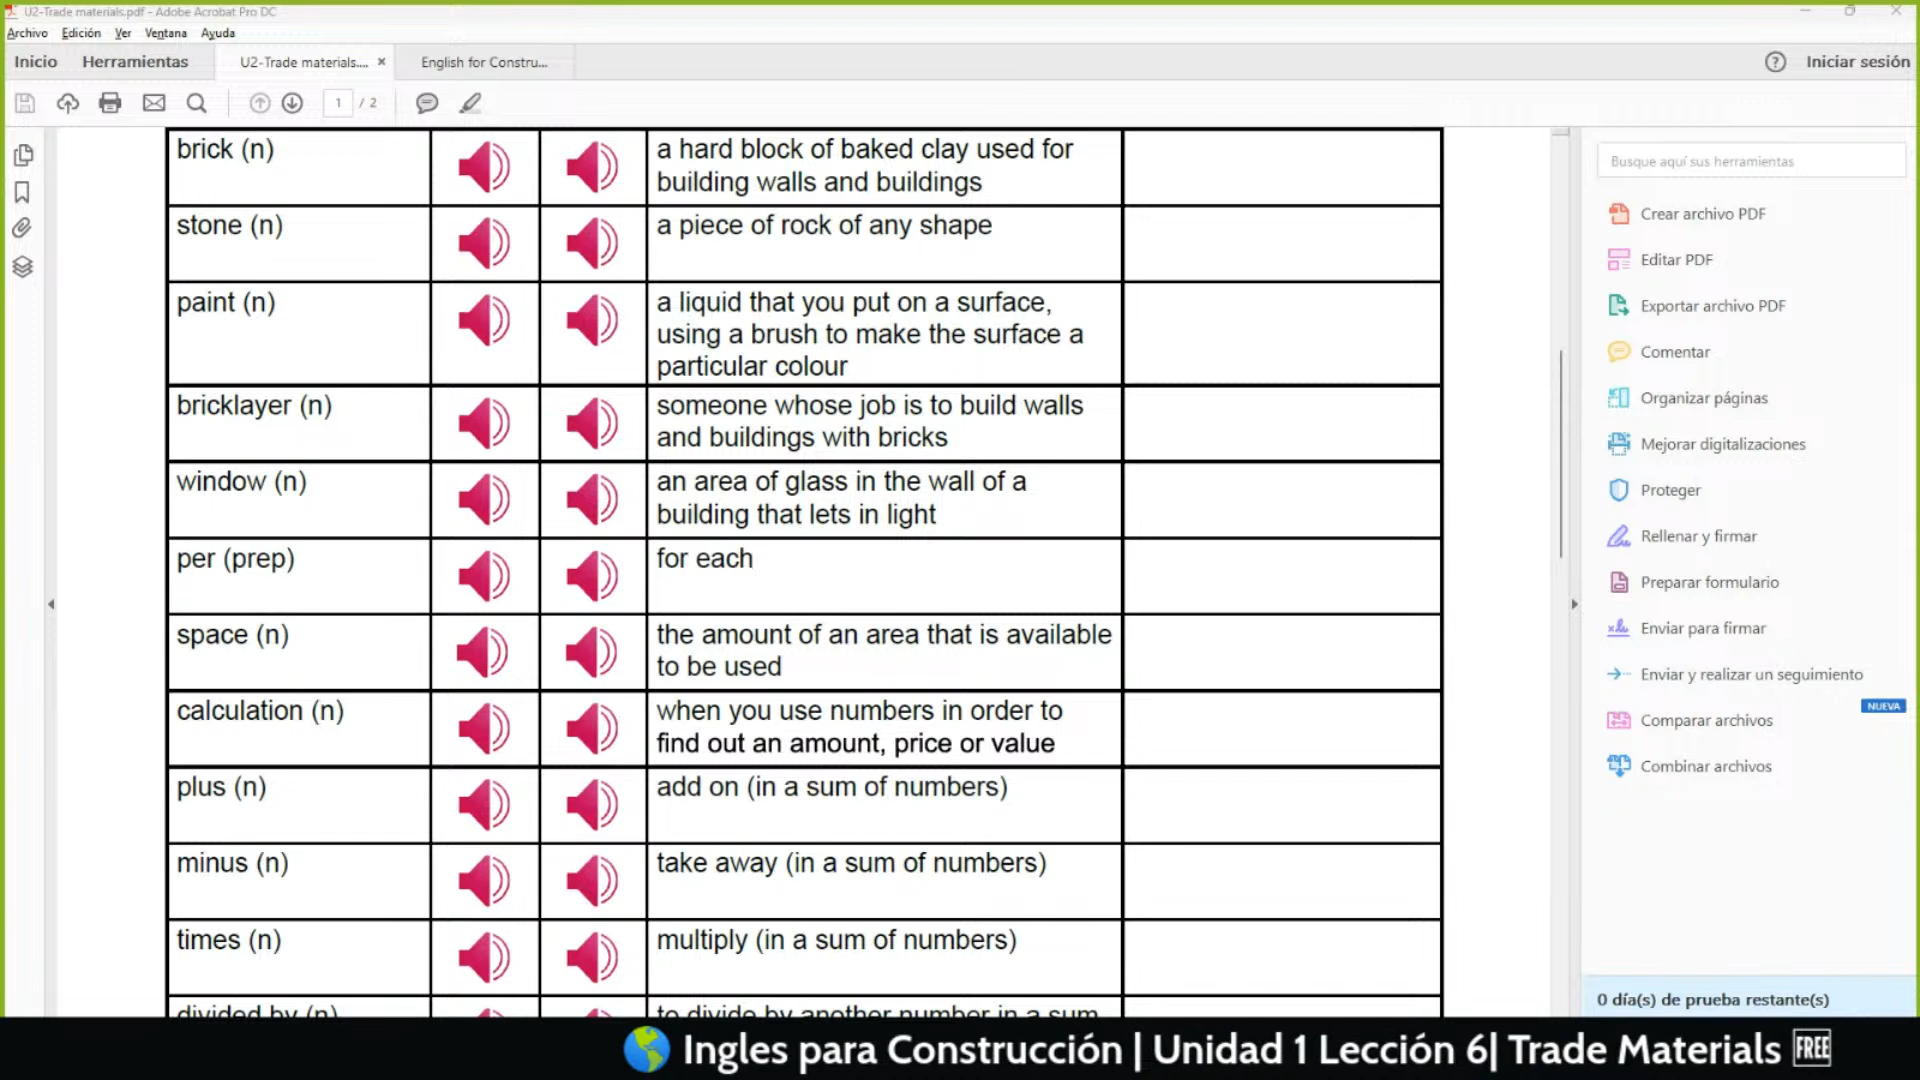 U2-Trade materials.pdf - Adobe Acrobat Pro DC
Archivo Edición Ver Ventana Ayuda
Inicio Herramientas U2-Trade materials.... × English for Constru... ? Iniciar sesión
1 / 2
brick (n) a hard block of baked clay used for
building walls and buildings
stone (n) a piece of rock of any shape
paint (n) a liquid that you put on a surface,
using a brush to make the surface a
particular colour
bricklayer (n) someone whose job is to build walls
and buildings with bricks
window (n) an area of glass in the wall of a
building that lets in light
per (prep) for each
space (n) the amount of an area that is available
to be used
calculation (n) when you use numbers in order to
find out an amount, price or value
plus (n) add on (in a sum of numbers)
minus (n) take away (in a sum of numbers)
times (n) multiply (in a sum of numbers)
divided by (n) to divide by another number in a sum
Busque aquí sus herramientas
Crear archivo PDF
Editar PDF
Exportar archivo PDF
Comentar
Organizar páginas
Mejorar digitalizaciones
Proteger
Rellenar y firmar
Preparar formulario
Enviar para firmar
Enviar y realizar un seguimiento
NUEVA
Comparar archivos
Combinar archivos
0 día(s) de prueba restante(s)
Ingles para Construcción | Unidad 1 Lección 6| Trade Materials FREE